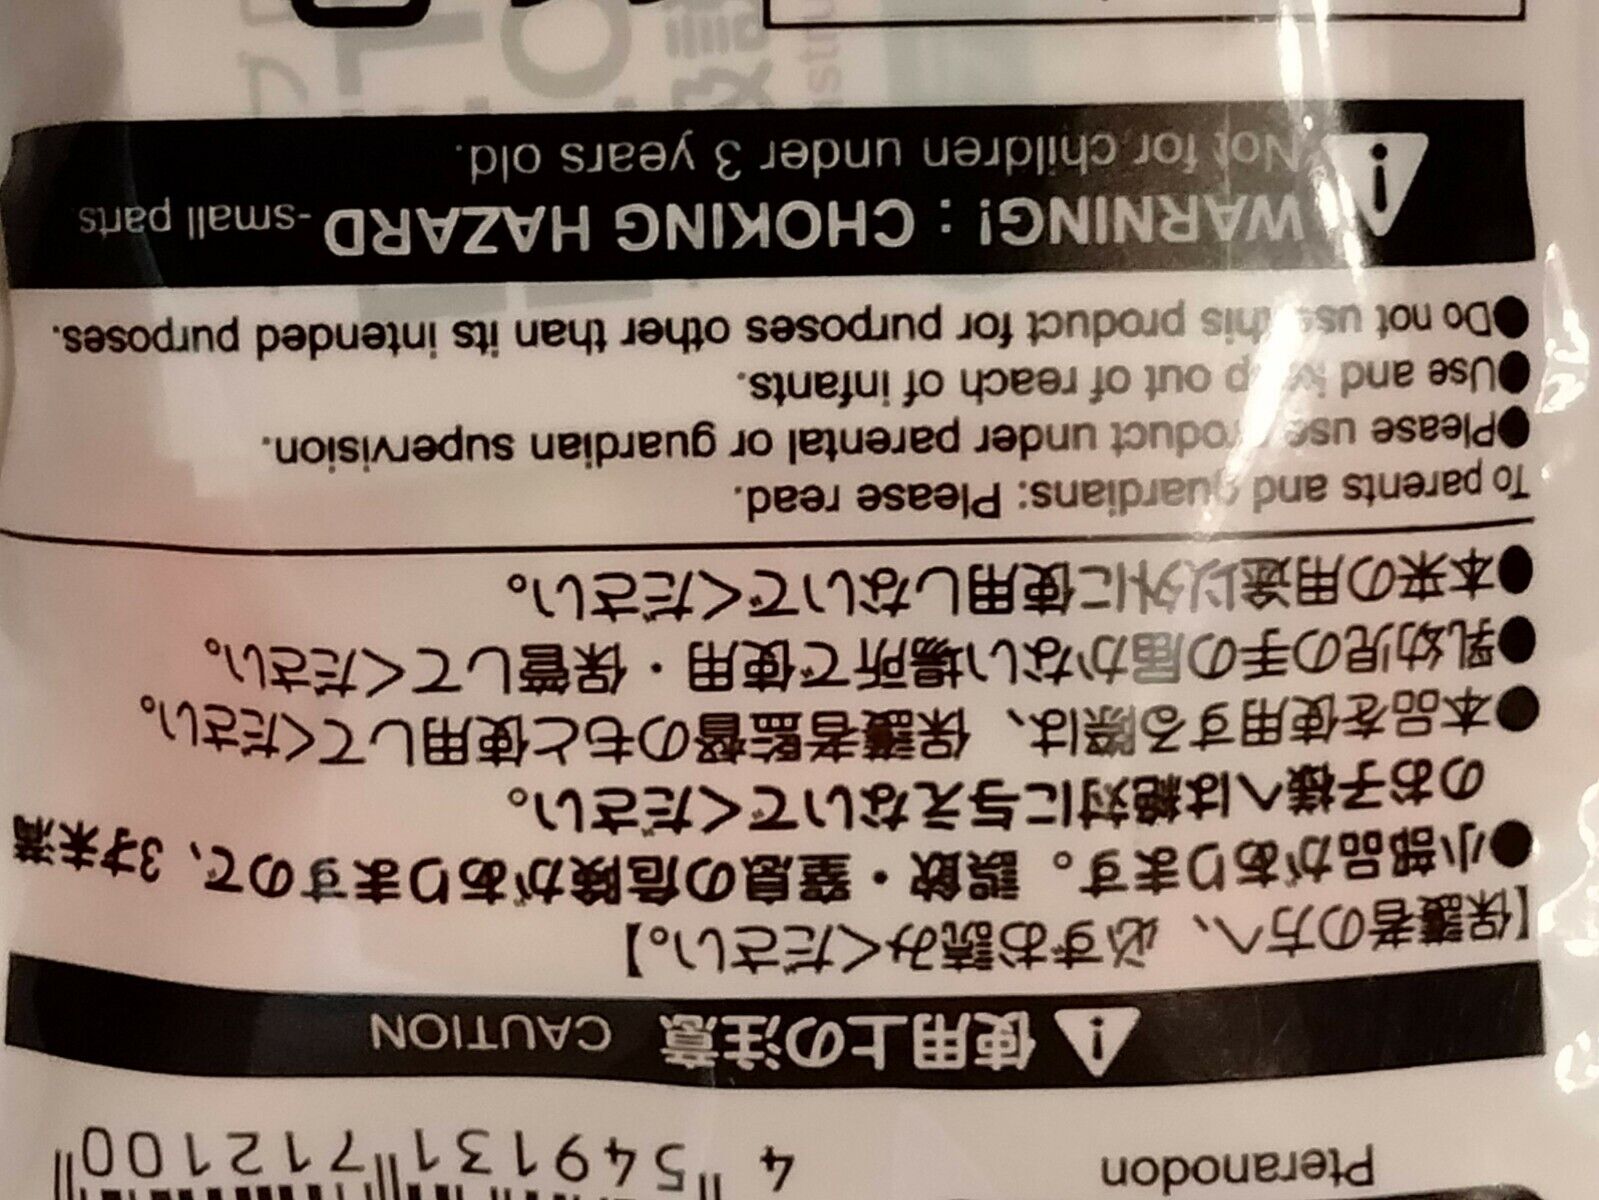 Pteranodon
4 549131 712100
使用上の注意 CAUTION
【保護者の方へ、必ずお読みください。】
●小部品があります。誤飲・窒息の危険がありますので、3才未満
のお子様へは絶対に与えないでください。
●本品を使用する際は、保護者監督のもと使用してください。
●乳幼児の手の届かない場所で使用・保管してください。
●本来の用途以外に使用しないでください。
To parents and guardians: Please read.
●Please use product under parental or guardian supervision.
●Use and keep out of reach of infants.
●Do not use this product for purposes other than its intended purposes.
WARNING! : CHOKING HAZARD -small parts
Not for children under 3 years old.